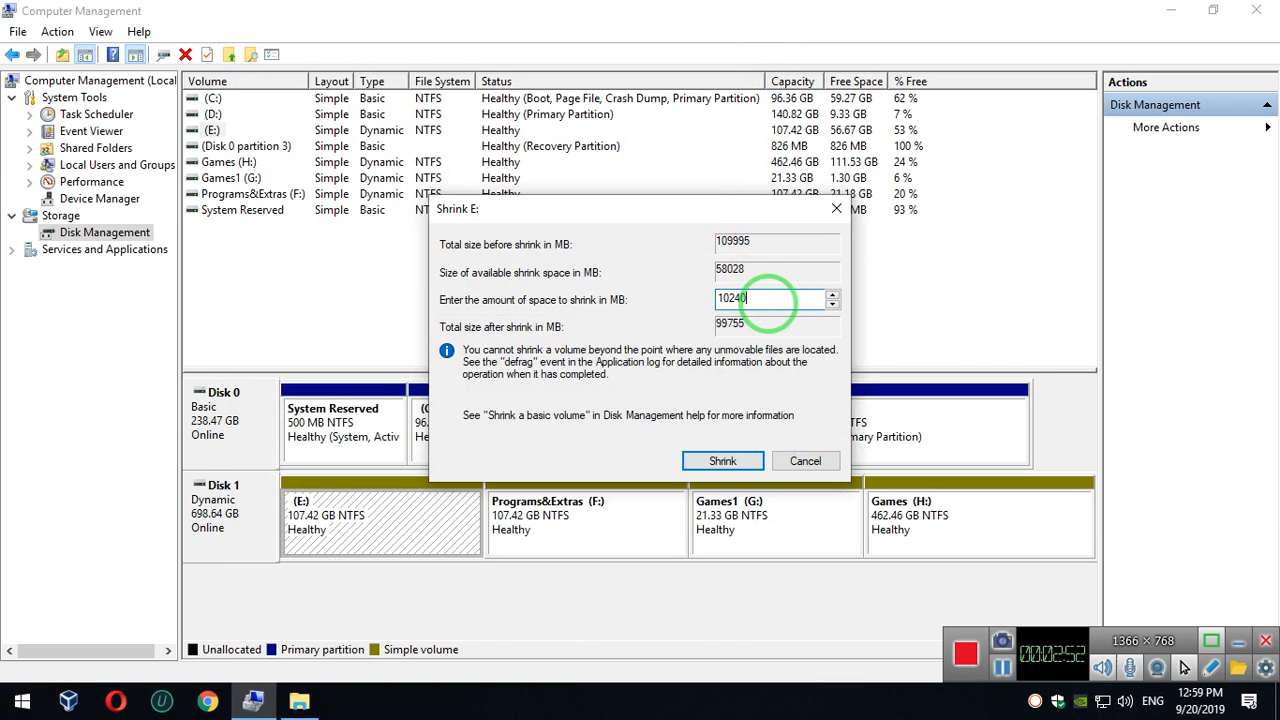 Computer Management
File Action View Help
Computer Management (Local
System Tools
Task Scheduler
Event Viewer
Shared Folders
Local Users and Groups
Performance
Device Manager
Storage
Disk Management
Services and Applications
Volume Layout Type File System Status Capacity Free Space % Free
(C:) Simple Basic NTFS Healthy (Boot, Page File, Crash Dump, Primary Partition) 96.36 GB 59.27 GB 62 %
(D:) Simple Basic NTFS Healthy (Primary Partition) 140.82 GB 9.33 GB 7 %
(E:) Simple Dynamic NTFS Healthy 107.42 GB 56.67 GB 53 %
(Disk 0 partition 3) Simple Basic Healthy (Recovery Partition) 826 MB 826 MB 100 %
Games (H:) Simple Dynamic NTFS Healthy 462.46 GB 111.53 GB 24 %
Games1 (G:) Simple Dynamic NTFS Healthy 21.33 GB 1.30 GB 6 %
Programs&Extras (F:) Simple Dynamic NTFS Healthy 107.42 GB 21.18 GB 20 %
System Reserved Simple Basic MB 93 %
Actions
Disk Management
More Actions
Shrink E:
Total size before shrink in MB: 109995
Size of available shrink space in MB: 58028
Enter the amount of space to shrink in MB: 10240
Total size after shrink in MB: 99755
You cannot shrink a volume beyond the point where any unmovable files are located.
See the "defrag" event in the Application log for detailed information about the
operation when it has completed.
See "Shrink a basic volume" in Disk Management help for more information
Shrink Cancel
Disk 0
Basic
238.47 GB
Online
System Reserved
500 MB NTFS
Healthy (System, Activ
(C
96.
Hea
TFS
ary Partition)
Disk 1
Dynamic
698.64 GB
Online
(E:)
107.42 GB NTFS
Healthy
Programs&Extras (F:)
107.42 GB NTFS
Healthy
Games1 (G:)
21.33 GB NTFS
Healthy
Games (H:)
462.46 GB NTFS
Healthy
Unallocated Primary partition Simple volume
00:02:52
1366 × 768
ENG
12:59 PM
9/20/2019